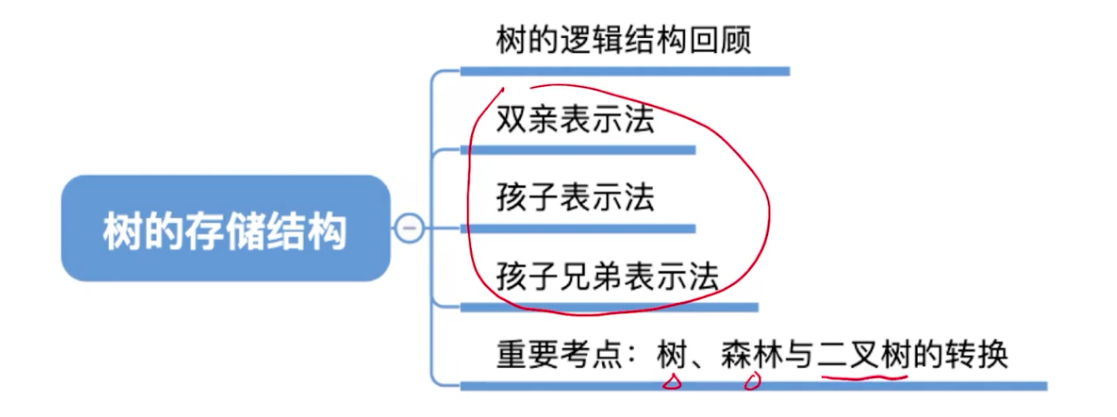 树的逻辑结构回顾
双亲表示法
孩子表示法
树的存储结构
孩子兄弟表示法
重要考点：树、森林与二叉树的转换